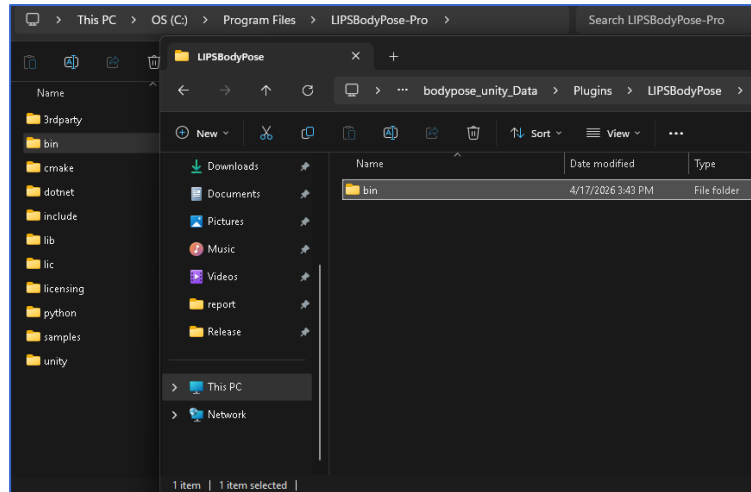 This PC > OS (C:) > Program Files > LIPSBodyPose-Pro >
Search LIPSBodyPose-Pro
Name
3rdparty
bin
cmake
dotnet
include
lib
lic
licensing
python
samples
unity
LIPSBodyPose
> ... bodypose_unity_Data > Plugins > LIPSBodyPose >
New
Sort
View
...
Downloads
Documents
Pictures
Music
Videos
report
Release
> This PC
> Network
Name Date modified Type
bin 4/17/2026 3:43 PM File folder
1 item | 1 item selected |